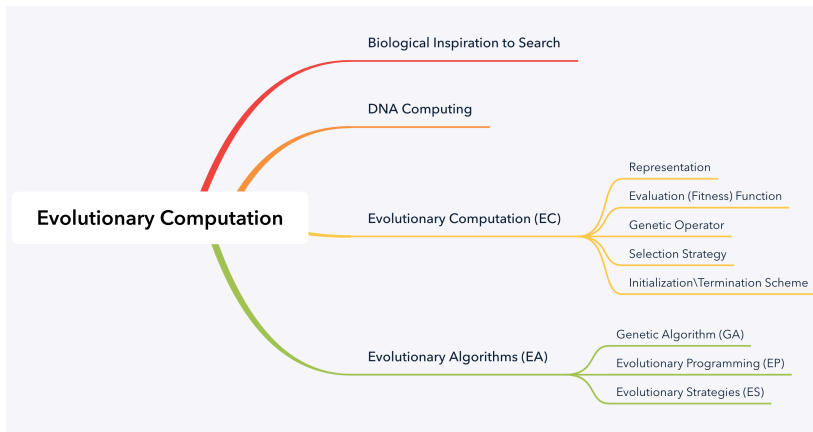 Biological Inspiration to Search
DNA Computing
Evolutionary Computation
Evolutionary Computation (EC)
Representation
Evaluation (Fitness) Function
Genetic Operator
Selection Strategy
Initialization\Termination Scheme
Evolutionary Algorithms (EA)
Genetic Algorithm (GA)
Evolutionary Programming (EP)
Evolutionary Strategies (ES)